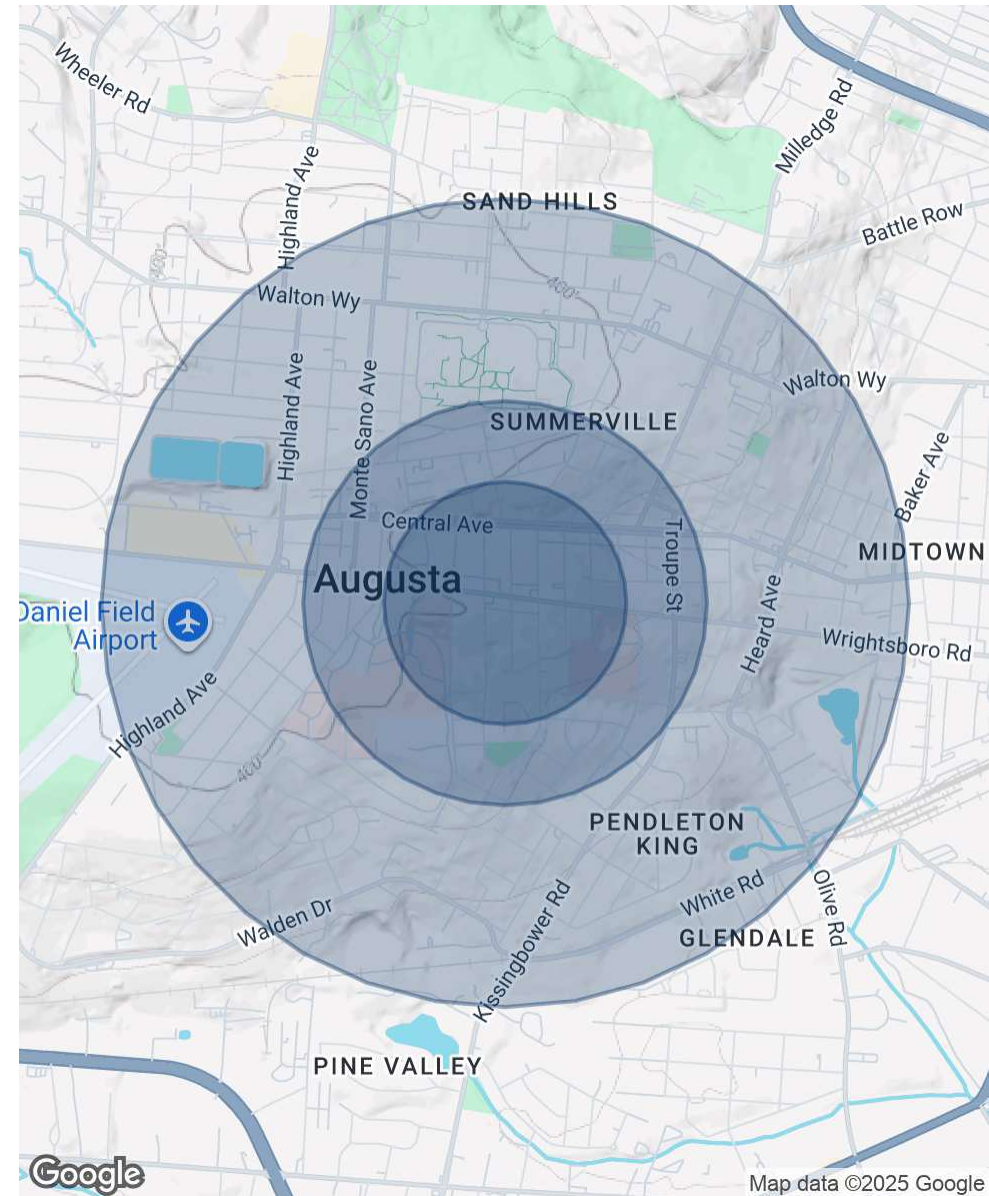 Wheeler Rd
Milledge Rd
Highland Ave
SAND HILLS
Battle Row
400'
400'
Walton Wy
Walton Wy
Highland Ave
Monte Sano Ave
SUMMERVILLE
Baker Ave
Central Ave
Troupe St
MIDTOWN
Augusta
Daniel Field
Airport
Heard Ave
Wrightsboro Rd
Highland Ave
400'
PENDLETON
KING
White Rd
Olive Rd
Walden Dr
Kissingbower Rd
GLENDALE
PINE VALLEY
Google
Map data ©2025 Google